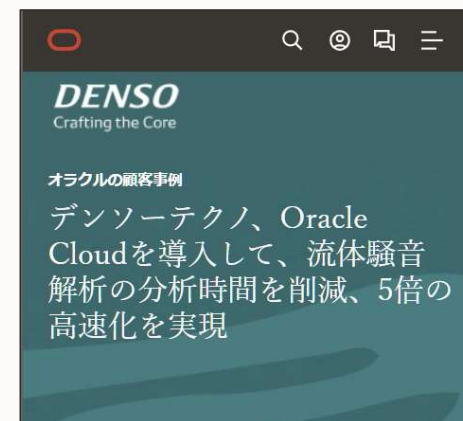 DENSO
Crafting the Core
オラクルの顧客事例
デンソーテクノ、Oracle
Cloudを導入して、流体騒音
解析の分析時間を削減、5倍の
高速化を実現